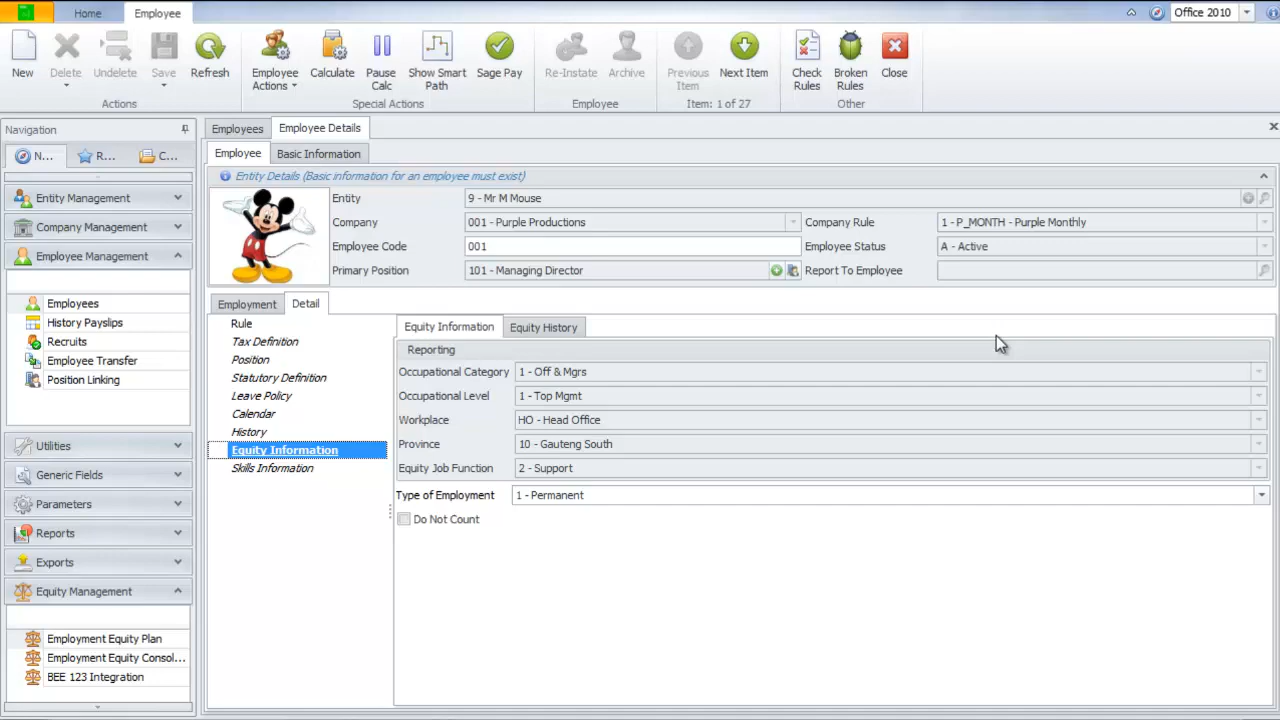 Home
Employee
Office 2010
New
Delete
Undelete
Save
Refresh
Actions
Employee
Actions
Calculate
Pause
Calc
Show Smart
Path
Sage Pay
Special Actions
Re-Instate
Archive
Employee
Previous
Item
Next Item
Item: 1 of 27
Check
Rules
Broken
Rules
Close
Other
Navigation
N...
R...
C...
Entity Management
Company Management
Employee Management
Employees
History Payslips
Recruits
Employee Transfer
Position Linking
Utilities
Generic Fields
Parameters
Reports
Exports
Equity Management
Employment Equity Plan
Employment Equity Consol...
BEE 123 Integration
Employees
Employee Details
Employee
Basic Information
Entity Details (Basic information for an employee must exist)
Entity
9 - Mr M Mouse
Company
001 - Purple Productions
Company Rule
1 - P_MONTH - Purple Monthly
Employee Code
001
Employee Status
A - Active
Primary Position
101 - Managing Director
Report To Employee
Employment
Detail
Rule
Tax Definition
Position
Statutory Definition
Leave Policy
Calendar
History
Equity Information
Skills Information
Equity Information
Equity History
Reporting
Occupational Category
1 - Off & Mgrs
Occupational Level
1 - Top Mgmt
Workplace
HO - Head Office
Province
10 - Gauteng South
Equity Job Function
2 - Support
Type of Employment
1 - Permanent
Do Not Count